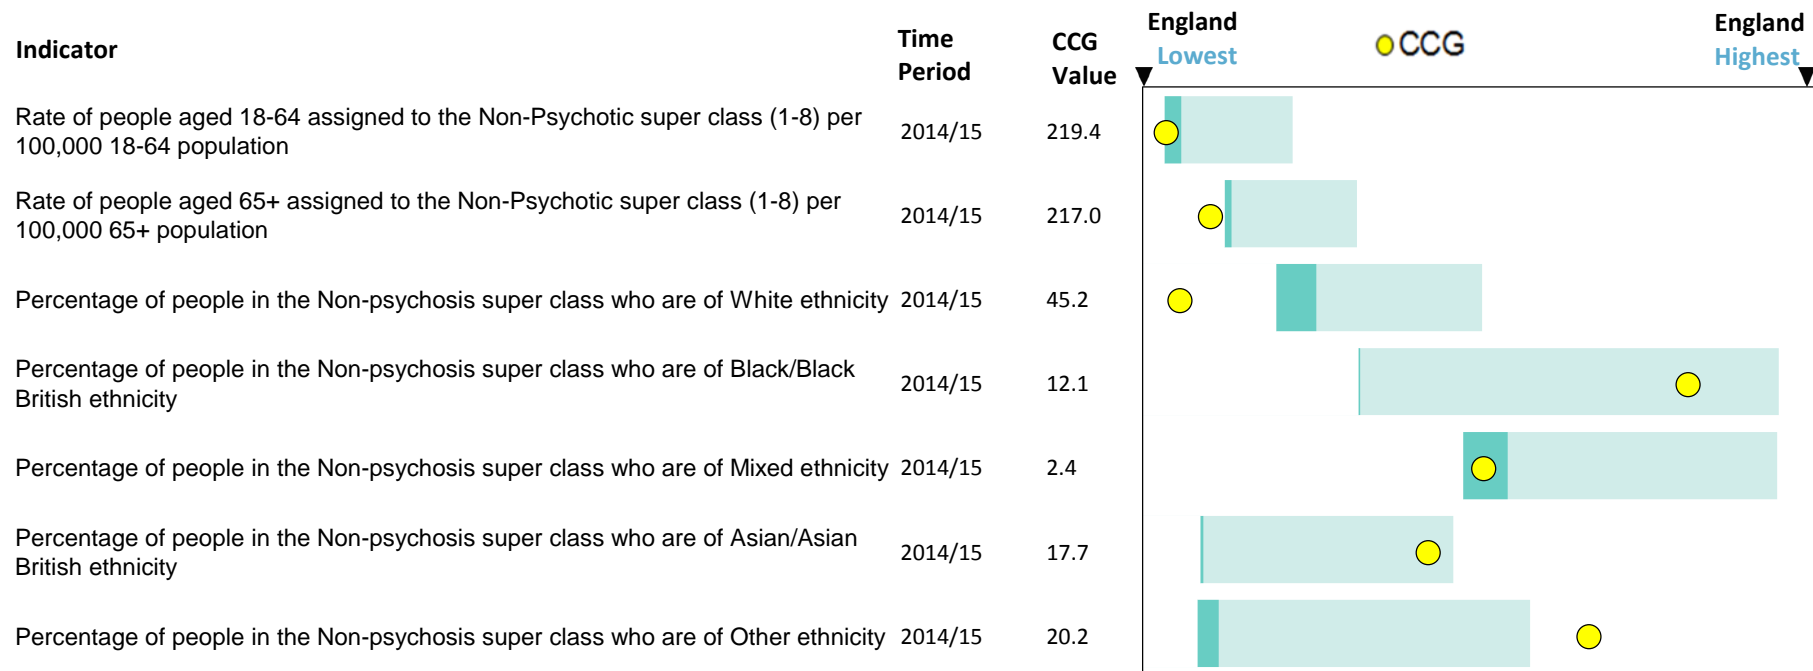 Indicator
Time Period
CCG Value
England Lowest
CCG
England Highest
Rate of people aged 18-64 assigned to the Non-Psychotic super class (1-8) per
100,000 18-64 population
2014/15
219.4
Rate of people aged 65+ assigned to the Non-Psychotic super class (1-8) per
100,000 65+ population
2014/15
217.0
Percentage of people in the Non-psychosis super class who are of White ethnicity
2014/15
45.2
Percentage of people in the Non-psychosis super class who are of Black/Black
British ethnicity
2014/15
12.1
Percentage of people in the Non-psychosis super class who are of Mixed ethnicity
2014/15
2.4
Percentage of people in the Non-psychosis super class who are of Asian/Asian
British ethnicity
2014/15
17.7
Percentage of people in the Non-psychosis super class who are of Other ethnicity
2014/15
20.2